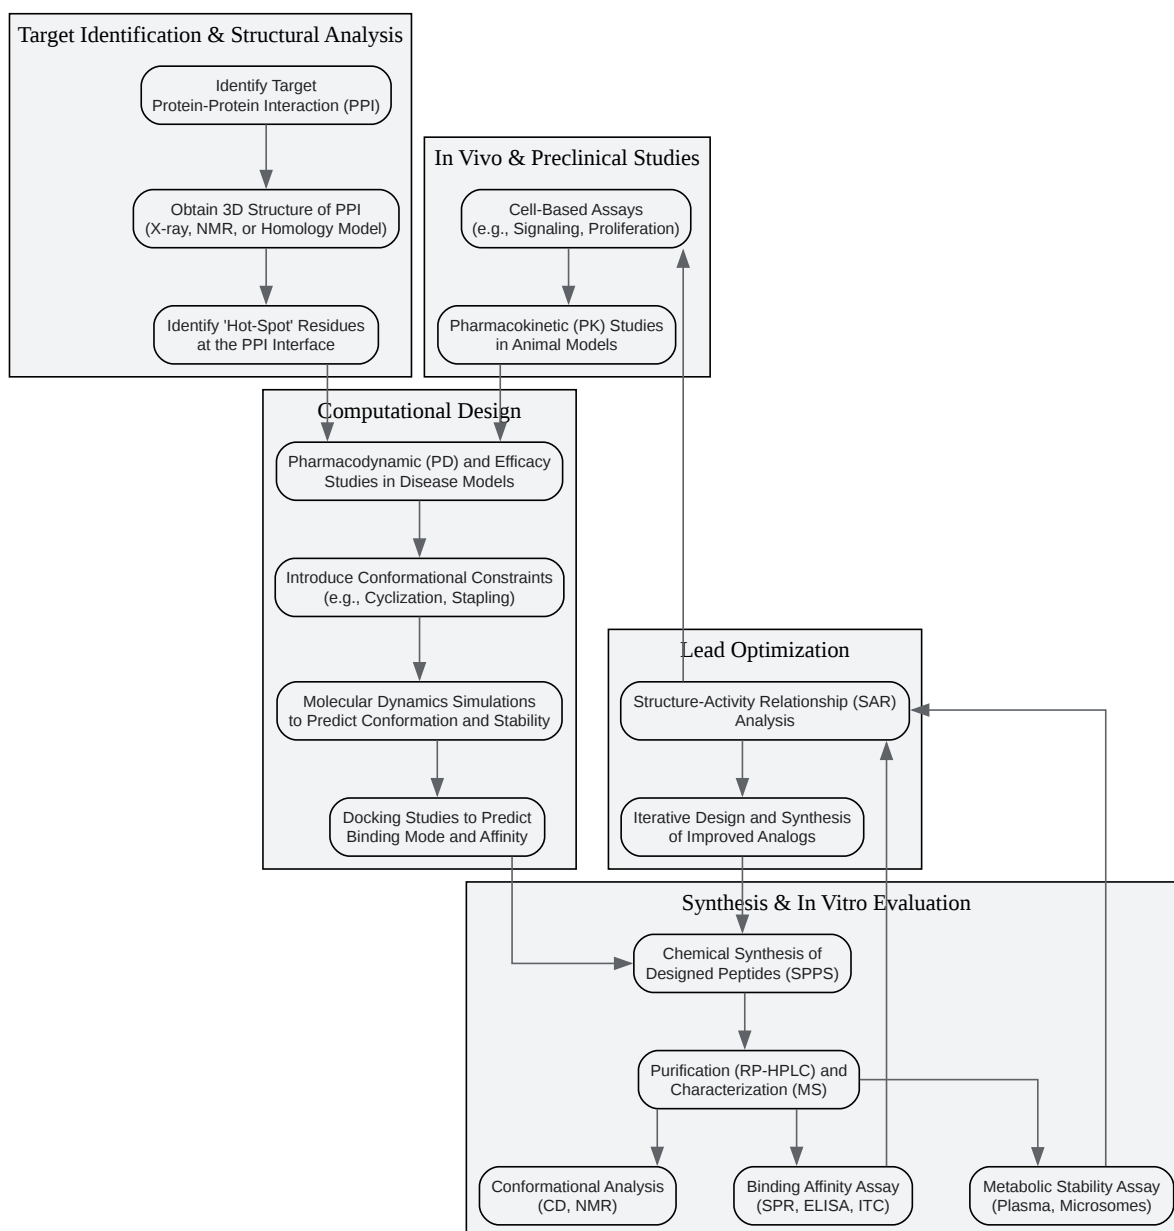 Target Identification & Structural Analysis
Identify Target
Protein-Protein Interaction (PPI)
Obtain 3D Structure of PPI
(X-ray, NMR, or Homology Model)
Identify 'Hot-Spot' Residues
at the PPI Interface
In Vivo & Preclinical Studies
Cell-Based Assays
(e.g., Signaling, Proliferation)
Pharmacokinetic (PK) Studies
in Animal Models
Computational Design
Pharmacodynamic (PD) and Efficacy
Studies in Disease Models
Introduce Conformational Constraints
(e.g., Cyclization, Stapling)
Molecular Dynamics Simulations
to Predict Conformation and Stability
Docking Studies to Predict
Binding Mode and Affinity
Lead Optimization
Structure-Activity Relationship (SAR)
Analysis
Iterative Design and Synthesis
of Improved Analogs
Synthesis & In Vitro Evaluation
Chemical Synthesis of
Designed Peptides (SPPS)
Purification (RP-HPLC) and
Characterization (MS)
Conformational Analysis
(CD, NMR)
Binding Affinity Assay
(SPR, ELISA, ITC)
Metabolic Stability Assay
(Plasma, Microsomes)